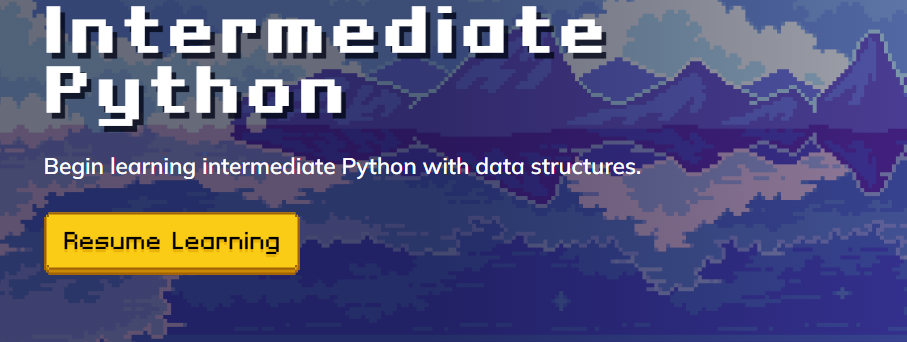 Intermediate
Python
Begin learning intermediate Python with data structures.
Resume Learning